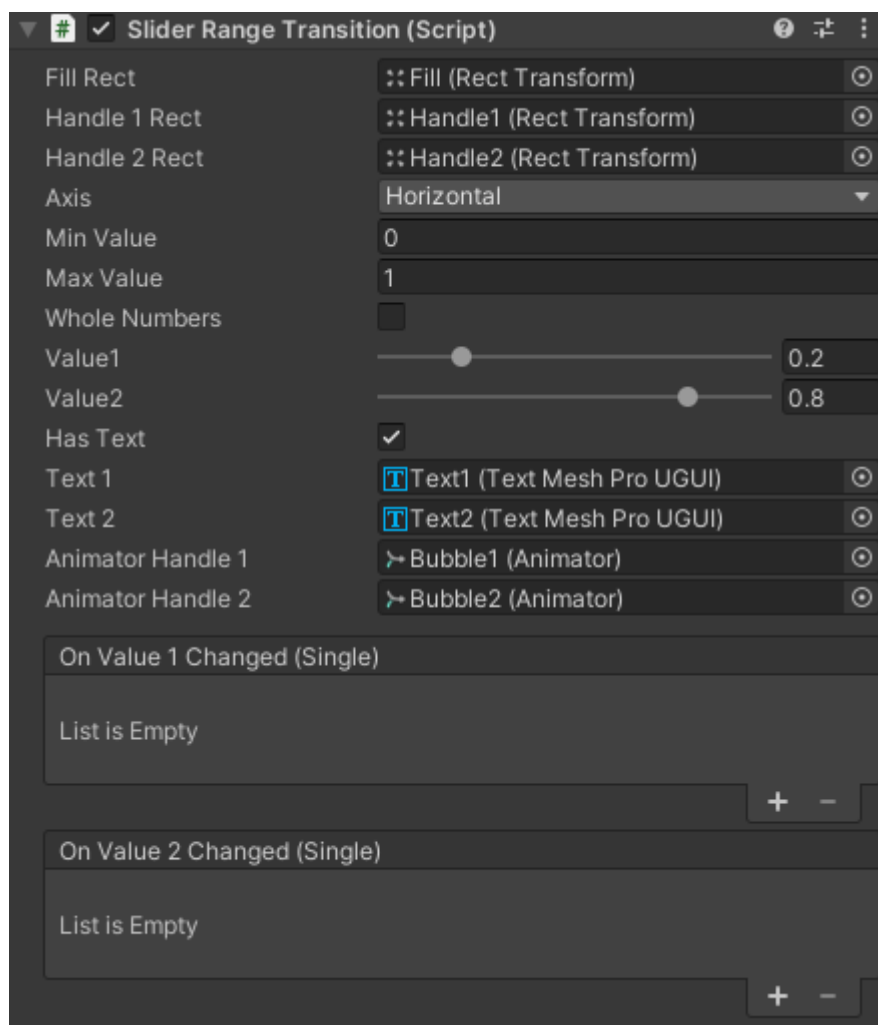 Slider Range Transition (Script)
Fill Rect Fill (Rect Transform)
Handle 1 Rect Handle1 (Rect Transform)
Handle 2 Rect Handle2 (Rect Transform)
Axis Horizontal
Min Value 0
Max Value 1
Whole Numbers
Value1 0.2
Value2 0.8
Has Text
Text 1 Text1 (Text Mesh Pro UGUI)
Text 2 Text2 (Text Mesh Pro UGUI)
Animator Handle 1 Bubble1 (Animator)
Animator Handle 2 Bubble2 (Animator)
On Value 1 Changed (Single)
List is Empty
+ −
On Value 2 Changed (Single)
List is Empty
+ −